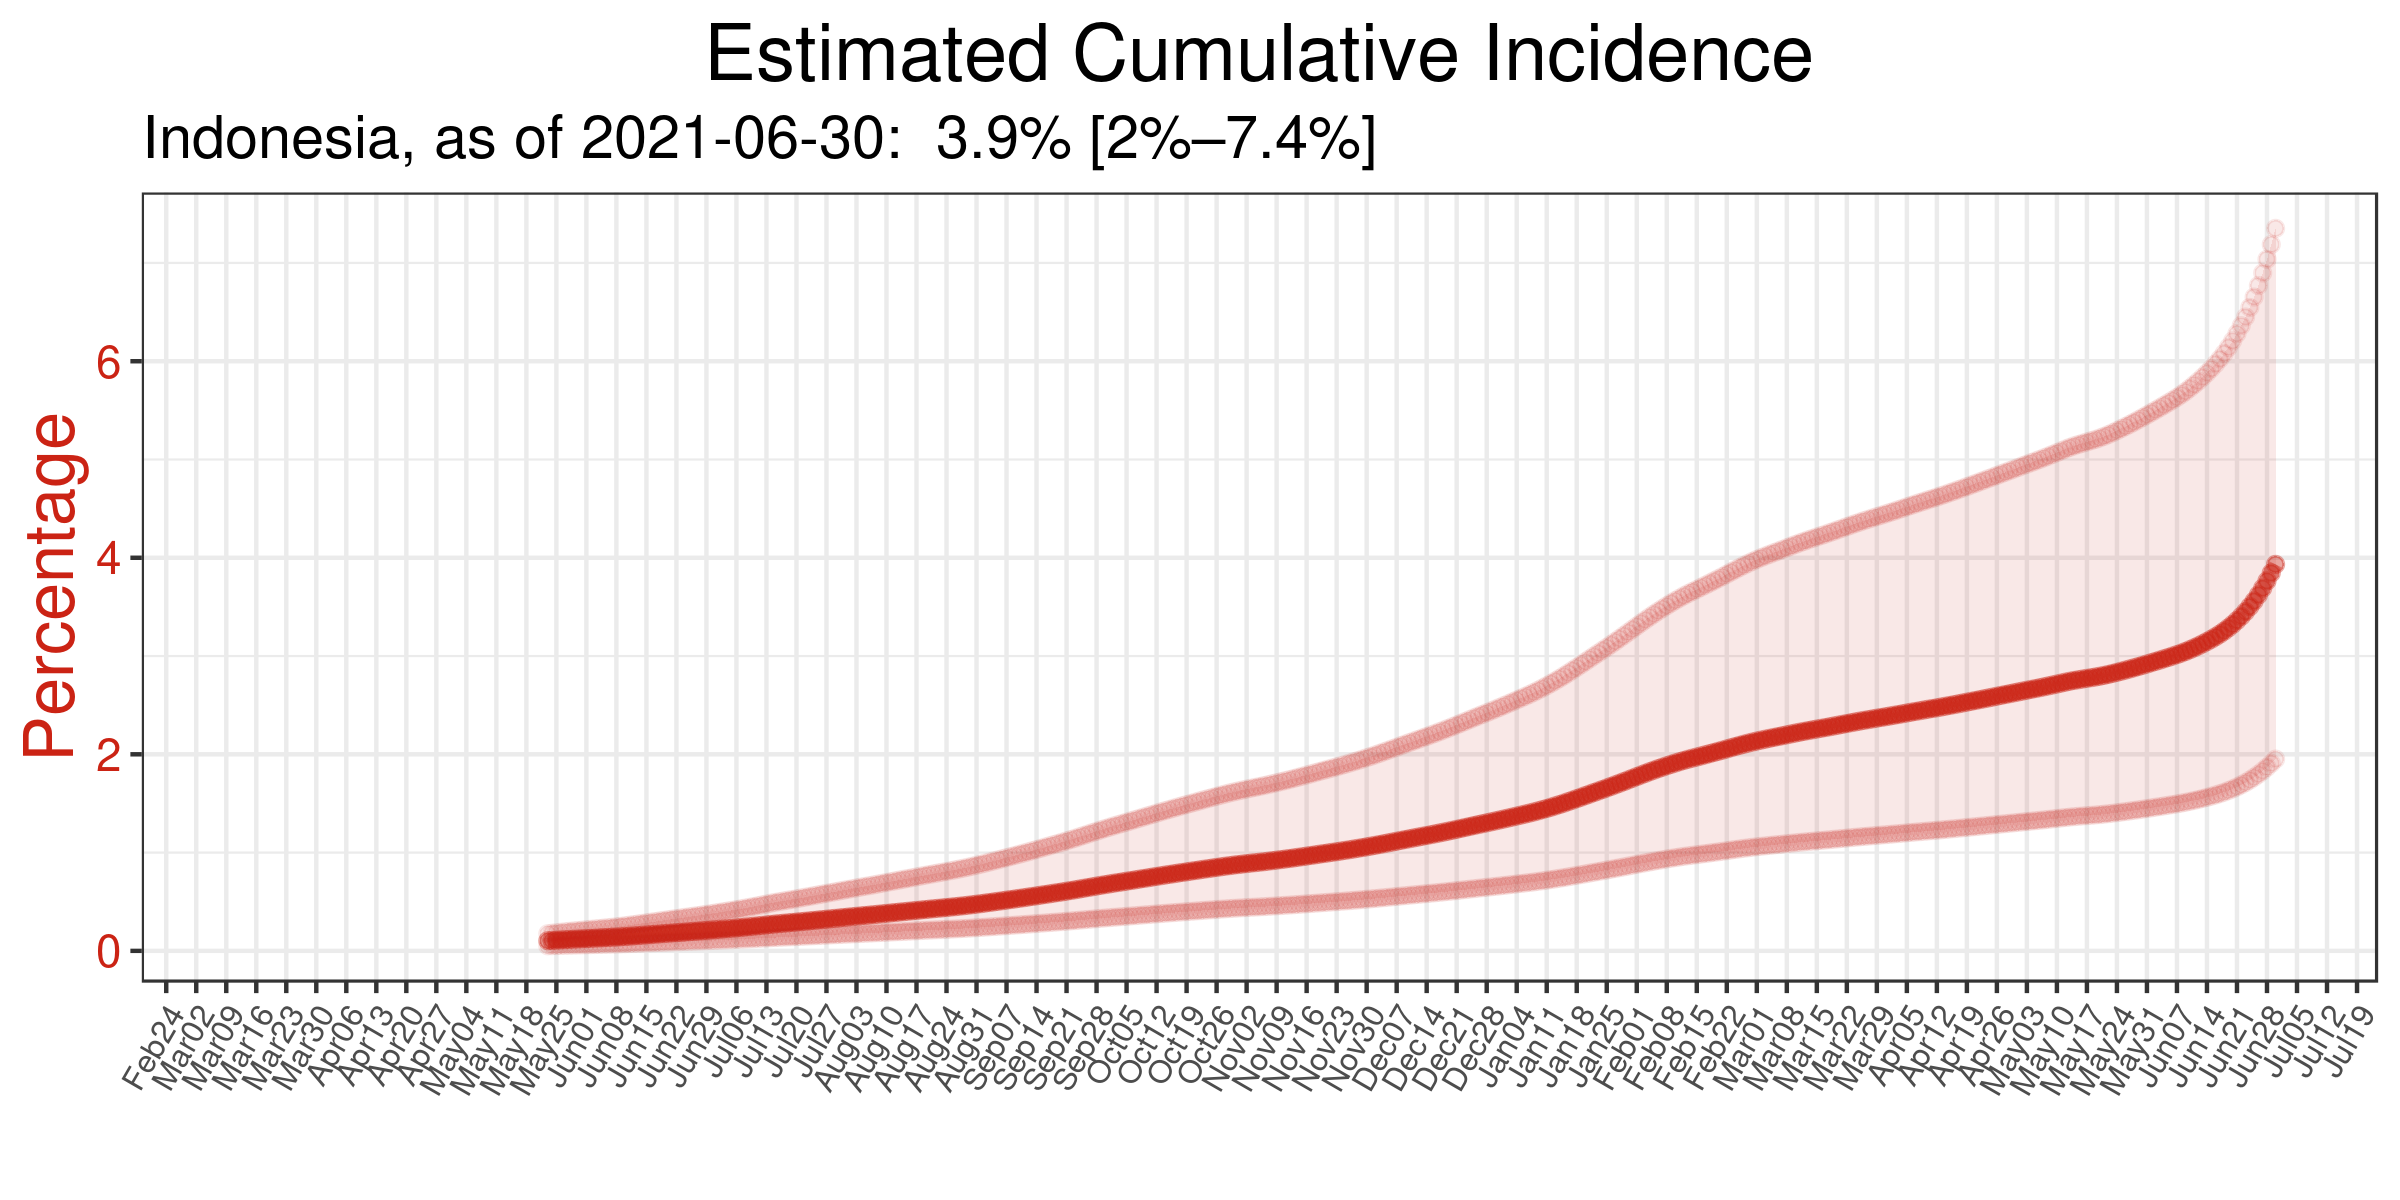 Estimated Cumulative Incidence
Indonesia, as of 2021-06-30:  3.9% [2%–7.4%]
Percentage
6
4
2
0
Feb24
Mar02
Mar09
Mar16
Mar23
Mar30
Apr06
Apr13
Apr20
Apr27
May04
May11
May18
May25
Jun01
Jun08
Jun15
Jun22
Jun29
Jul06
Jul13
Jul20
Jul27
Aug03
Aug10
Aug17
Aug24
Aug31
Sep07
Sep14
Sep21
Sep28
Oct05
Oct12
Oct19
Oct26
Nov02
Nov09
Nov16
Nov23
Nov30
Dec07
Dec14
Dec21
Dec28
Jan04
Jan11
Jan18
Jan25
Feb01
Feb08
Feb15
Feb22
Mar01
Mar08
Mar15
Mar22
Mar29
Apr05
Apr12
Apr19
Apr26
May03
May10
May17
May24
May31
Jun07
Jun14
Jun21
Jun28
Jul05
Jul12
Jul19